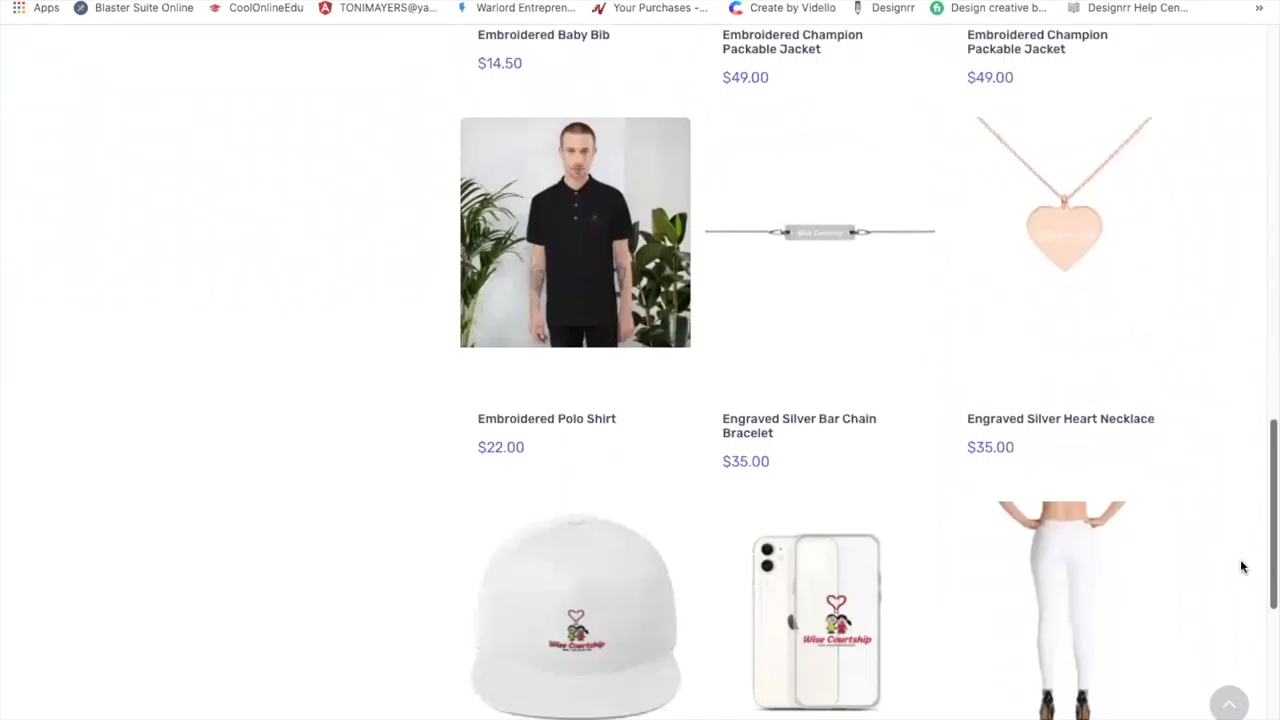 Apps Blaster Suite Online CoolOnlineEdu TONIMAYERS@ya... Warlord Entrepren... Your Purchases -... Create by Vidello Designrr Design creative b... Designrr Help Cen... »
Embroidered Baby Bib
$14.50
Embroidered Champion
Packable Jacket
$49.00
Embroidered Champion
Packable Jacket
$49.00
Wise Courtship
Embroidered Polo Shirt
$22.00
Engraved Silver Bar Chain
Bracelet
$35.00
Engraved Silver Heart Necklace
$35.00
Wise Courtship
Wise Courtship